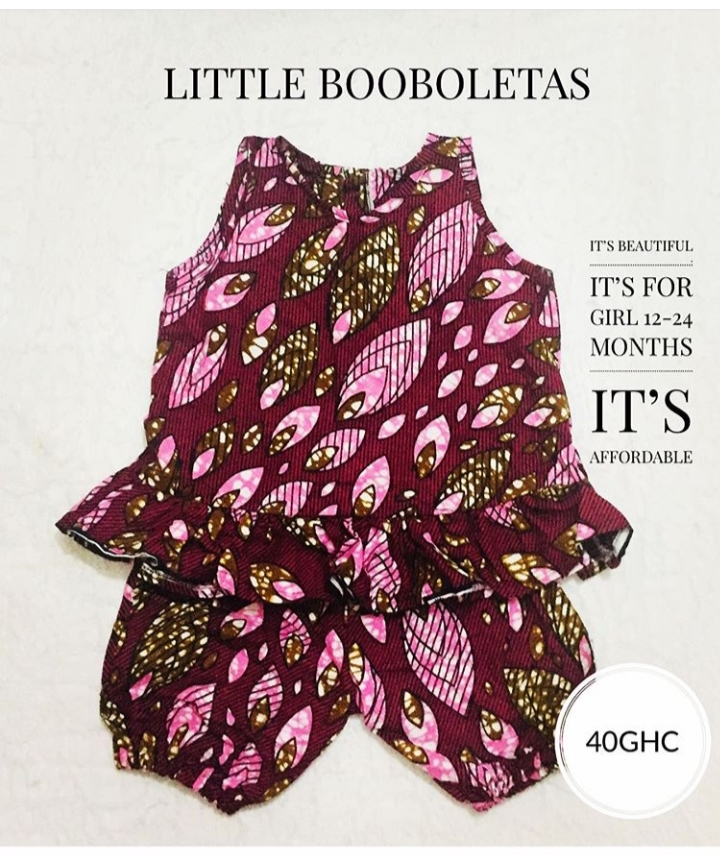 LITTLE BOOBOLETAS
IT'S BEAUTIFUL
IT'S FOR
GIRL 12-24
MONTHS
IT'S
AFFORDABLE
40GHC